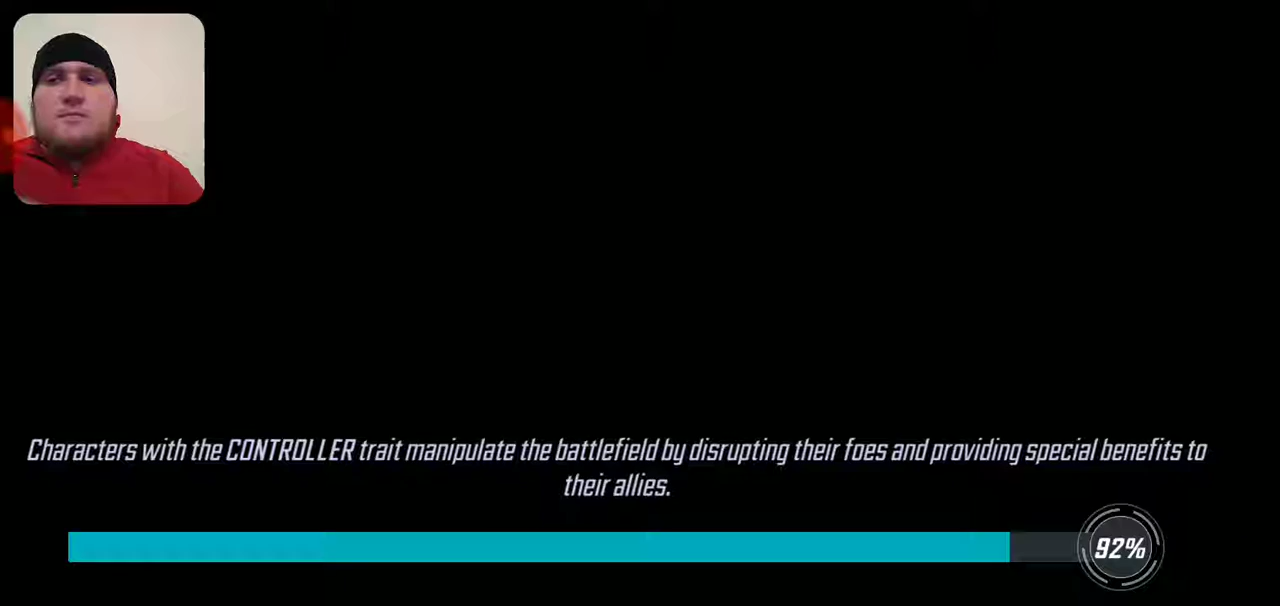 Characters with the CONTROLLER trait manipulate the battlefield by disrupting their foes and providing special benefits to
their allies.
92%